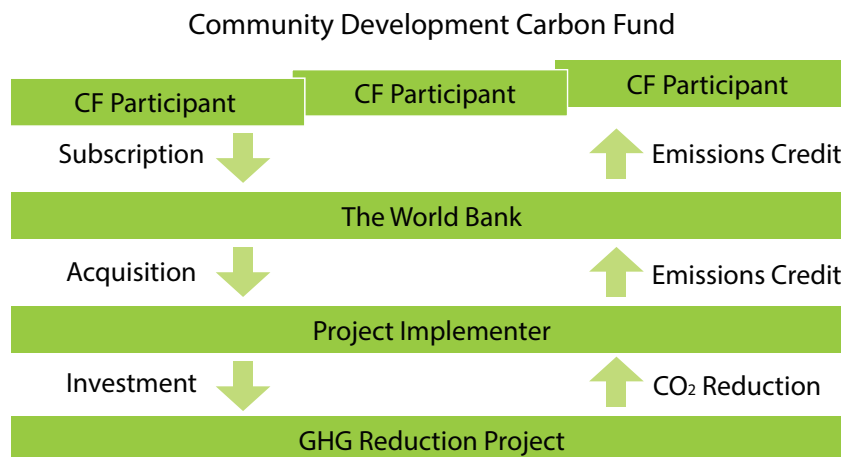 Community Development Carbon Fund
CF Participant
CF Participant
CF Participant
Subscription
Emissions Credit
The World Bank
Acquisition
Emissions Credit
Project Implementer
Investment
CO₂ Reduction
GHG Reduction Project